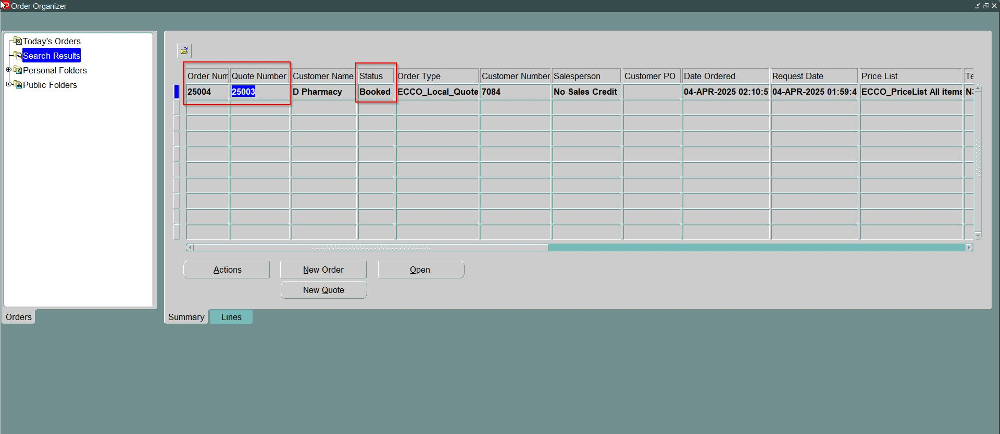 Order Organizer
Today's Orders
Search Results
Personal Folders
Public Folders
Order Num Quote Number Customer Name Status Order Type Customer Number Salesperson Customer PO Date Ordered Request Date Price List Te
25004 25003 D Pharmacy Booked ECCO_Local_Quote 7084 No Sales Credit 04-APR-2025 02:10:5 04-APR-2025 01:59:4 ECCO_PriceList All items
Actions New Order Open
New Quote
Orders Summary Lines